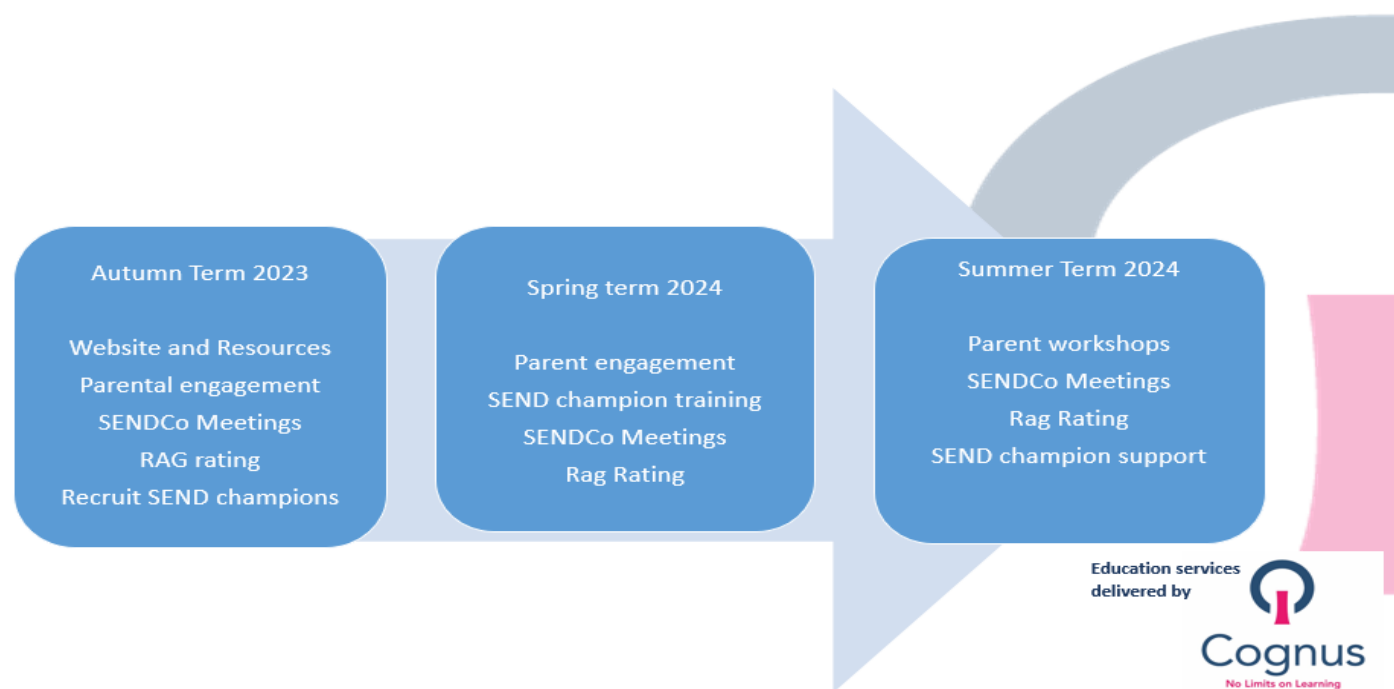 Autumn Term 2023
Website and Resources
Parental engagement
SENDCo Meetings
RAG rating
Recruit SEND champions
Spring term 2024
Parent engagement
SEND champion training
SENDCo Meetings
Rag Rating
Summer Term 2024
Parent workshops
SENDCo Meetings
Rag Rating
SEND champion support
Education services
delivered by
Cognus
No Limits on Learning